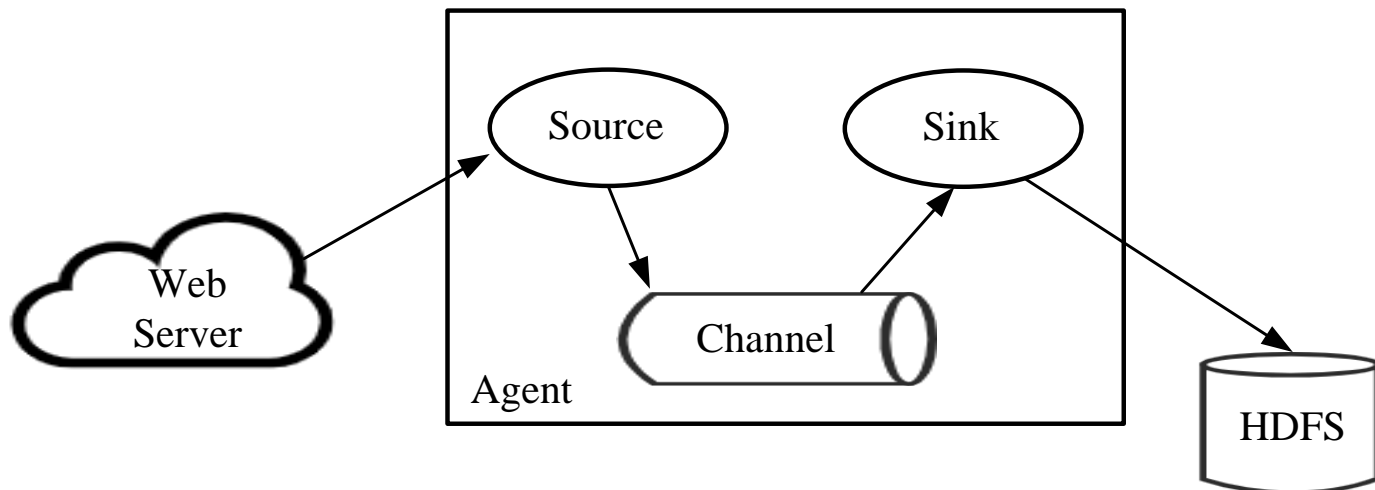 Source
Sink
Web
Server
Channel
Agent
HDFS